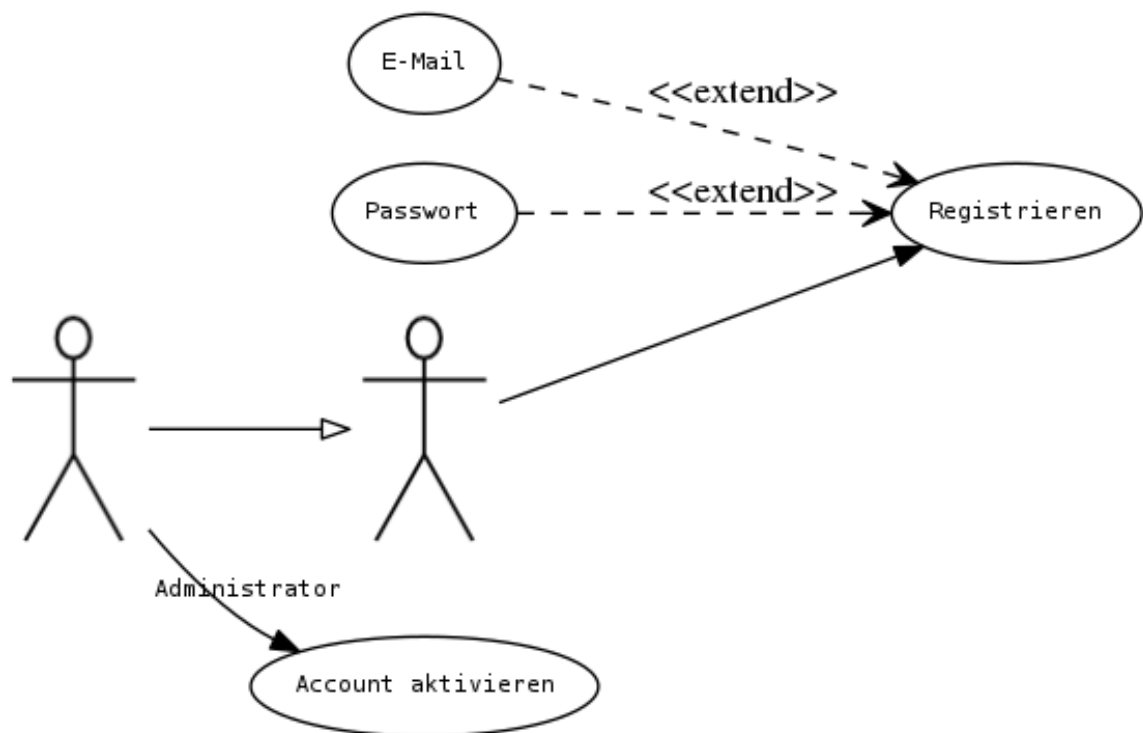 E-Mail
<<extend>>
Passwort
<<extend>>
Registrieren
Administrator
Account aktivieren